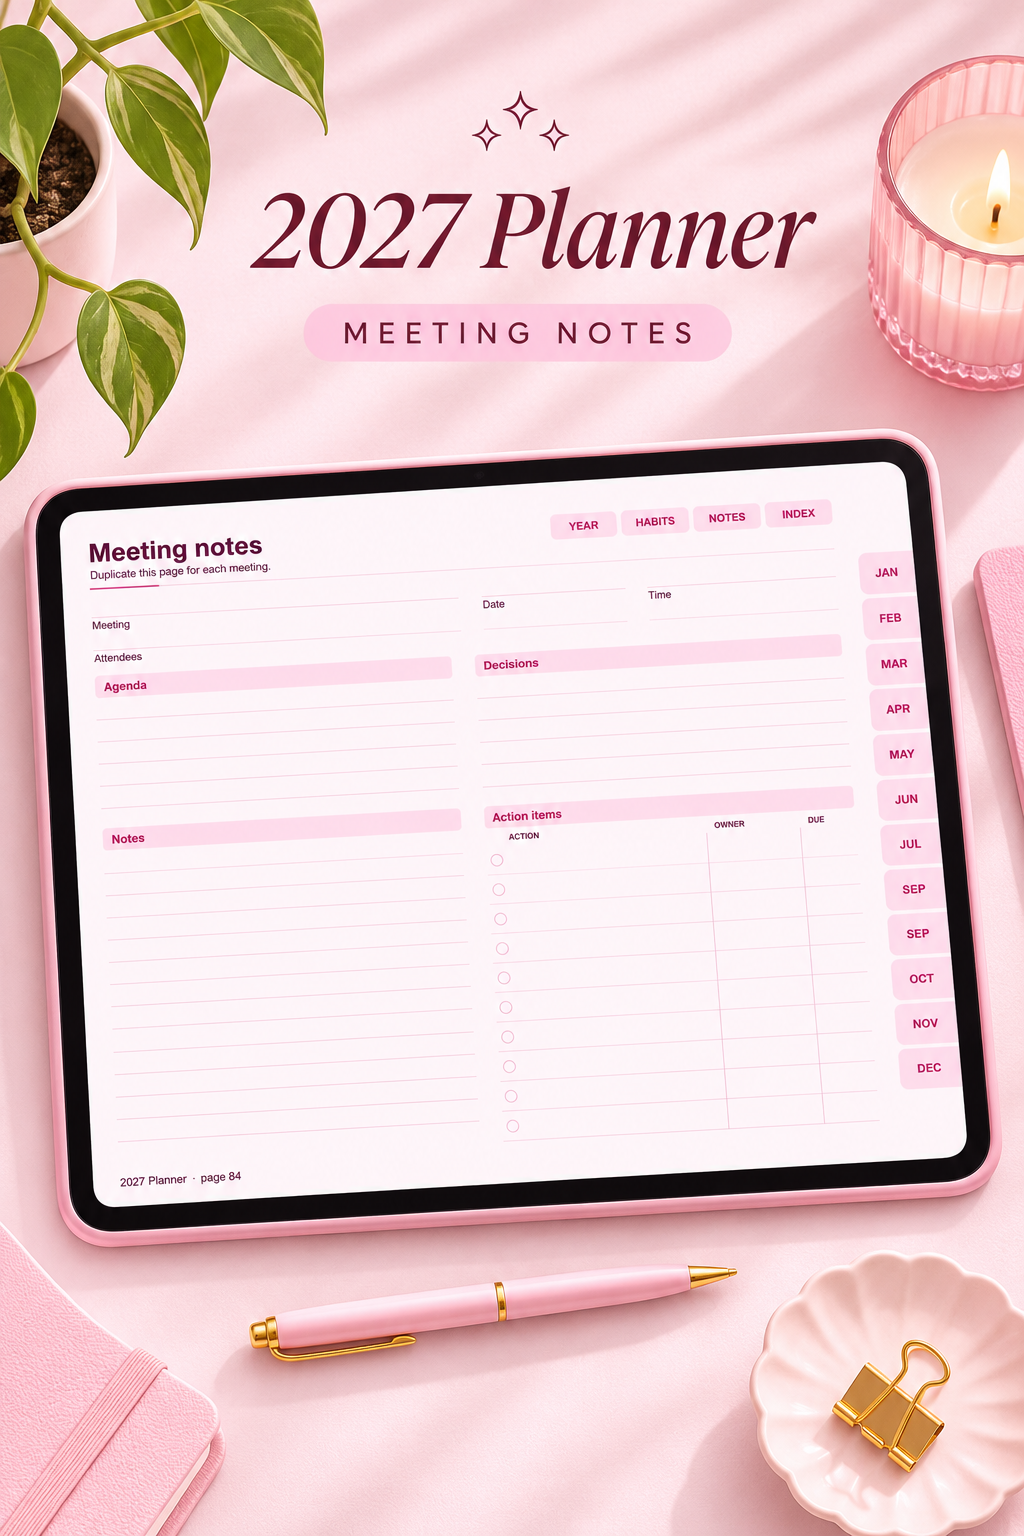 2027 Planner
MEETING NOTES
YEAR HABITS NOTES INDEX
Meeting notes
Duplicate this page for each meeting.
Meeting
Date
Time
Attendees
Agenda
Decisions
Notes
Action items
ACTION OWNER DUE
JAN
FEB
MAR
APR
MAY
JUN
JUL
SEP
SEP
OCT
NOV
DEC
2027 Planner · page 84